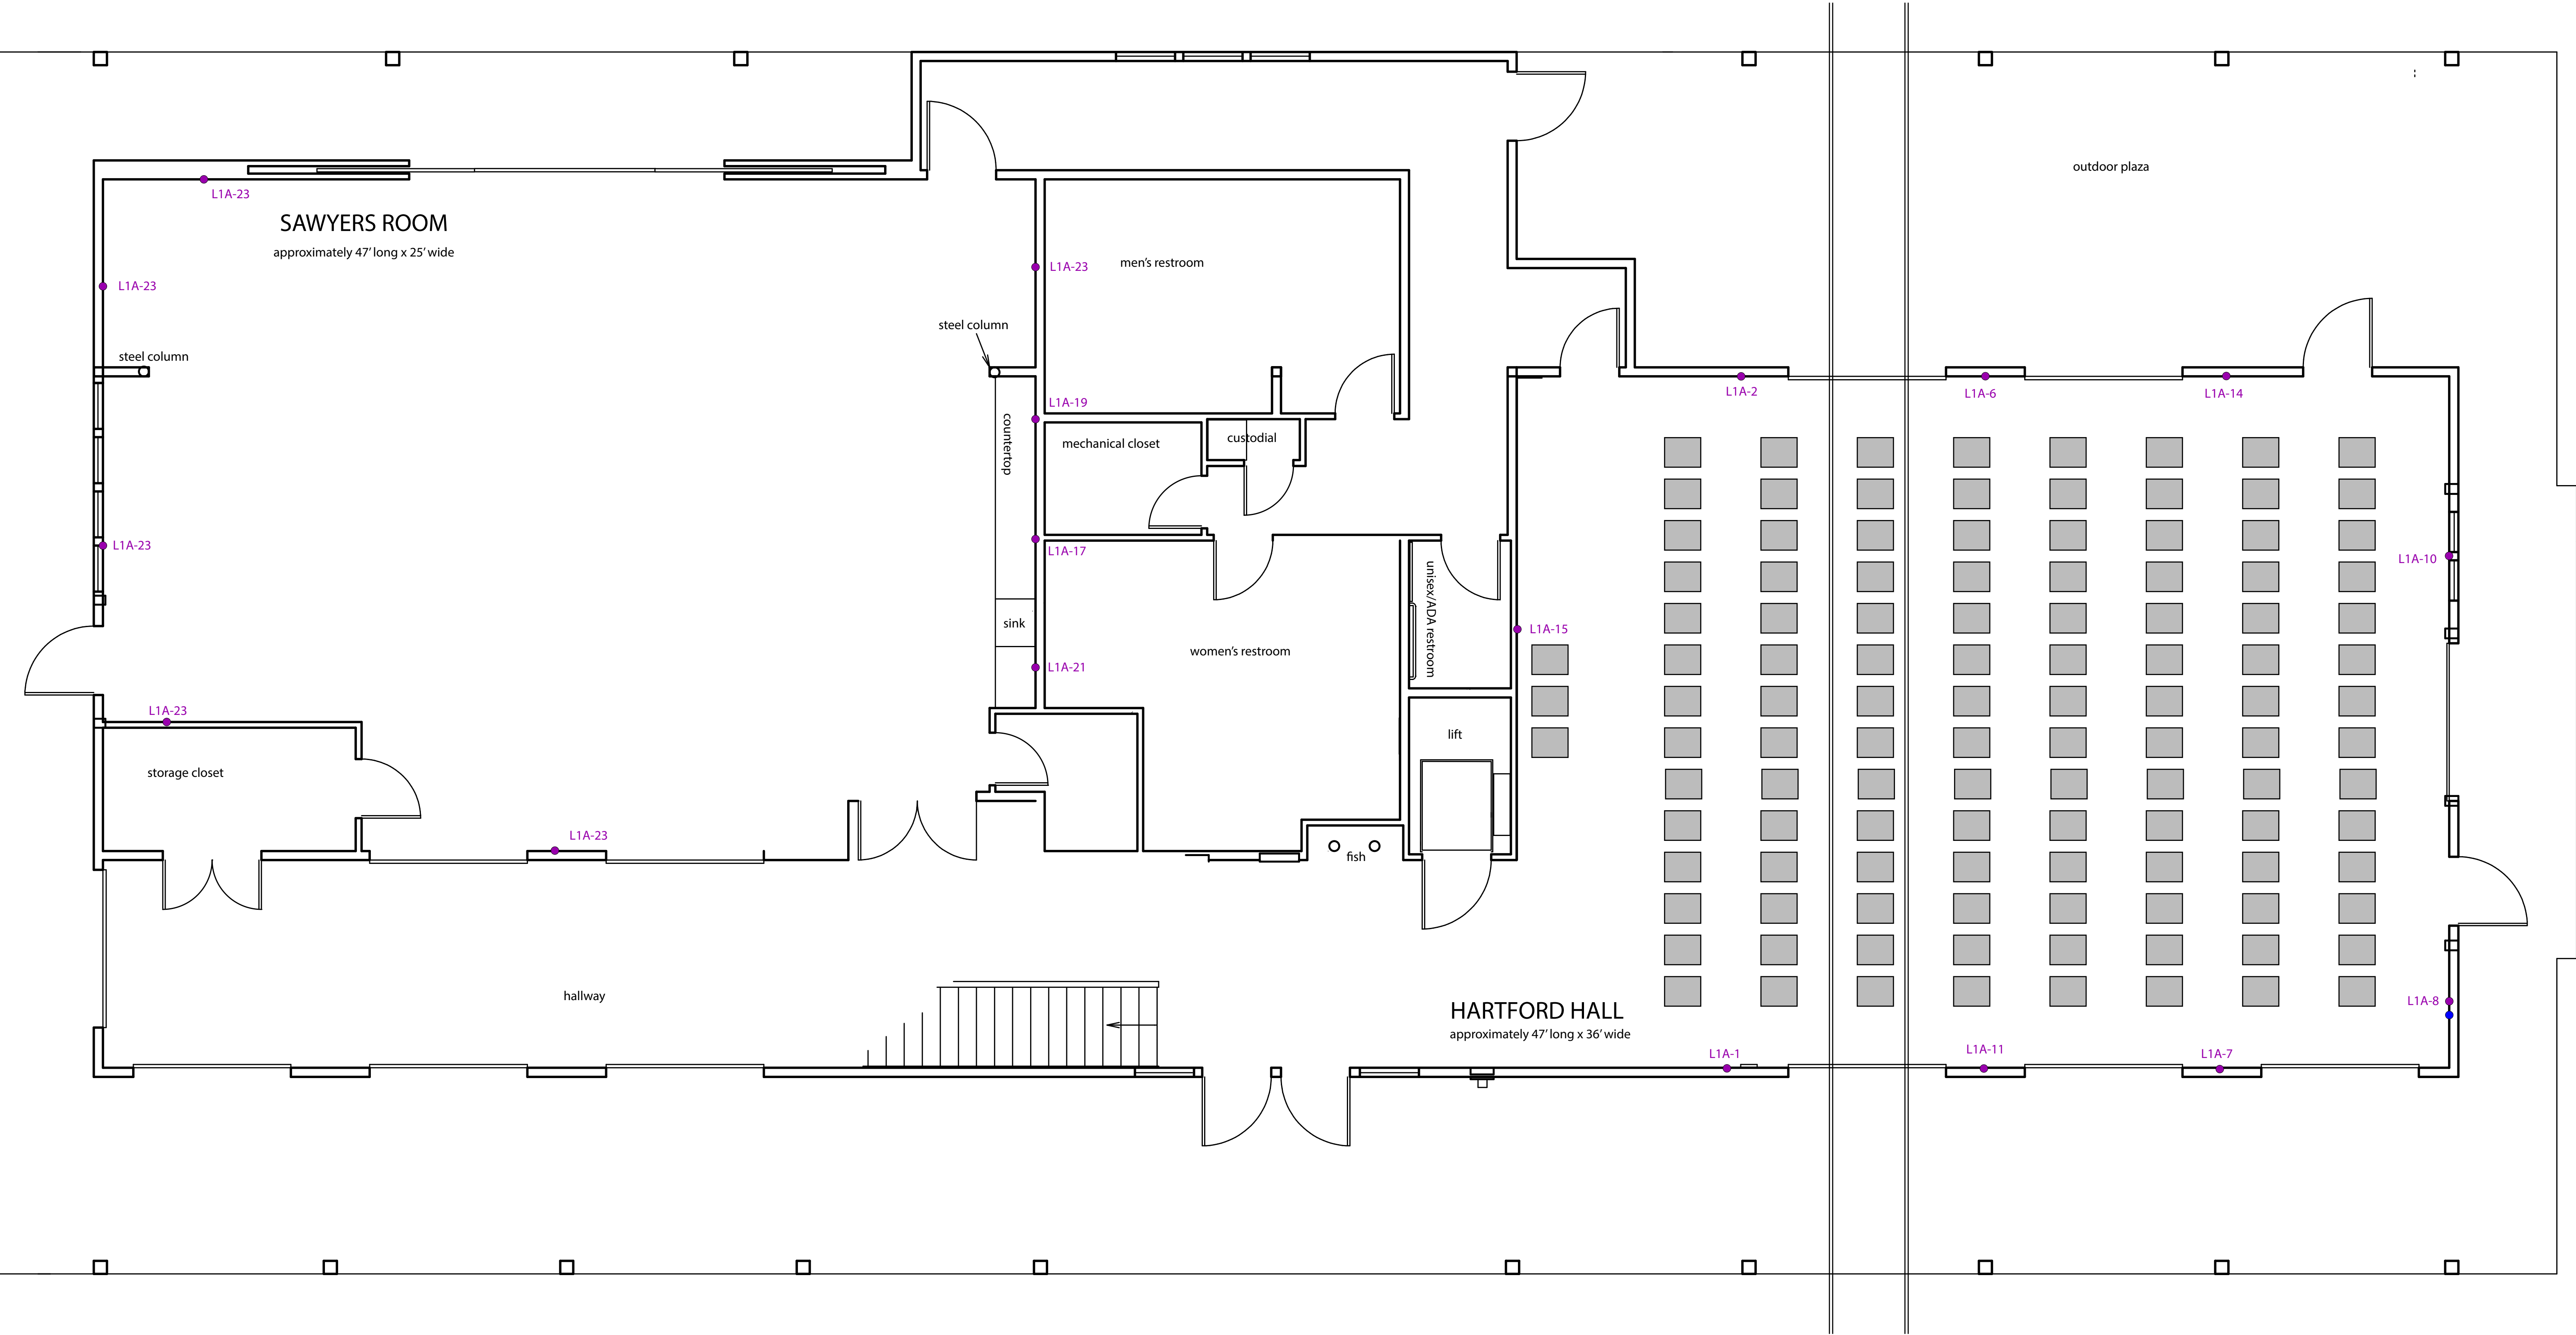 outdoor plaza
L1A-23
SAWYERS ROOM
approximately 47' long x 25' wide
L1A-23
L1A-23
men's restroom
steel column
steel column
L1A-2
L1A-6
L1A-14
L1A-19
countertop
mechanical closet
custodial
L1A-23
L1A-17
L1A-10
unisex/ADA restroom
sink
L1A-15
women's restroom
L1A-21
L1A-23
lift
storage closet
L1A-23
fish
hallway
HARTFORD HALL
approximately 47' long x 36' wide
L1A-8
L1A-1
L1A-11
L1A-7